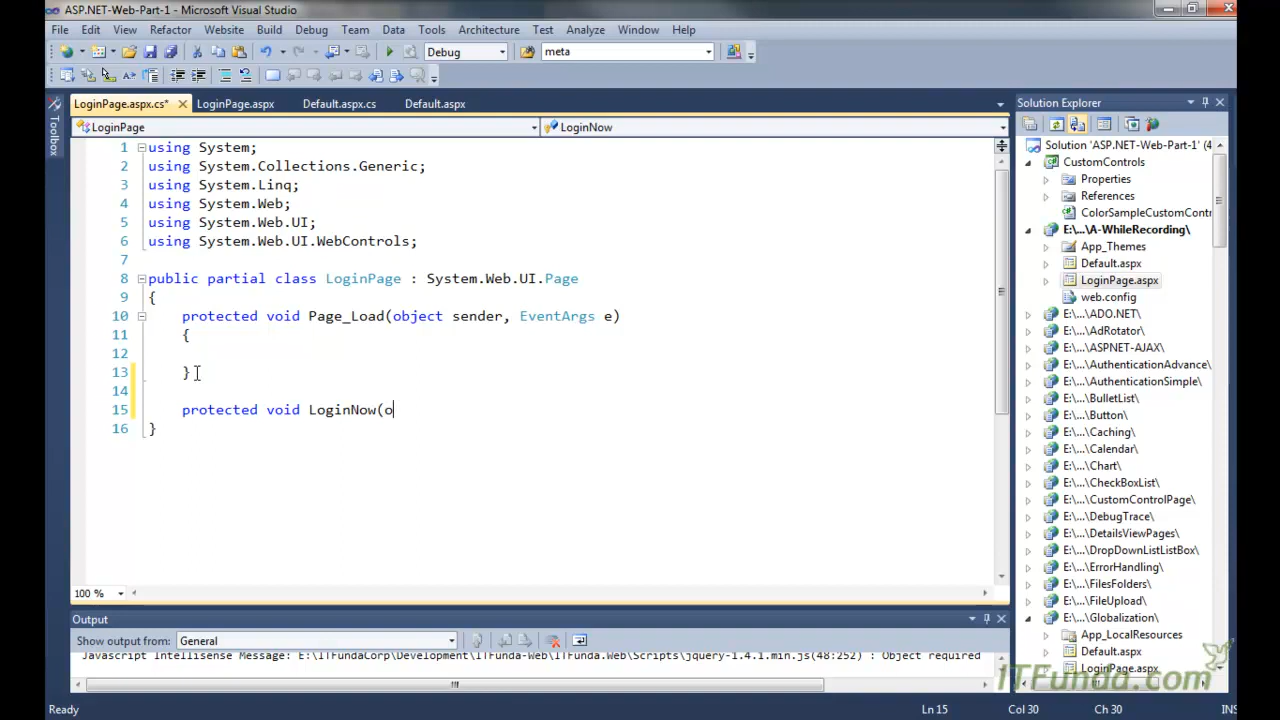 ASP.NET-Web-Part-1 - Microsoft Visual Studio
File Edit View Refactor Website Build Debug Team Data Tools Architecture Test Analyze Window Help
Debug meta
LoginPage.aspx.cs* LoginPage.aspx Default.aspx.cs Default.aspx
LoginPage LoginNow
Toolbox
1 using System;
2 using System.Collections.Generic;
3 using System.Linq;
4 using System.Web;
5 using System.Web.UI;
6 using System.Web.UI.WebControls;
7
8 public partial class LoginPage : System.Web.UI.Page
9 {
10 protected void Page_Load(object sender, EventArgs e)
11 {
12
13 }
14
15 protected void LoginNow(o
16 }
100 %
Solution Explorer
Solution 'ASP.NET-Web-Part-1' (4
CustomControls
Properties
References
ColorSampleCustomContr
E:\...\A-WhileRecording\
App_Themes
Default.aspx
LoginPage.aspx
web.config
E:\...\ADO.NET\
E:\...\AdRotator\
E:\...\ASPNET-AJAX\
E:\...\AuthenticationAdvance\
E:\...\AuthenticationSimple\
E:\...\BulletList\
E:\...\Button\
E:\...\Caching\
E:\...\Calendar\
E:\...\Chart\
E:\...\CheckBoxList\
E:\...\CustomControlPage\
E:\...\DebugTrace\
E:\...\DetailsViewPages\
E:\...\DropDownListListBox\
E:\...\ErrorHandling\
E:\...\FilesFolders\
E:\...\FileUpload\
E:\...\Globalization\
App_LocalResources
Default.aspx
LoginPage.aspx
Output
Show output from: General
Javascript Intellisense Message: E:\ITFundaCorp\Development\ITFunda-Web\ITFunda.Web\Scripts\jquery-1.4.1.min.js(48:252) : Object required
ITFunda.com
Ready Ln 15 Col 30 Ch 30 INS